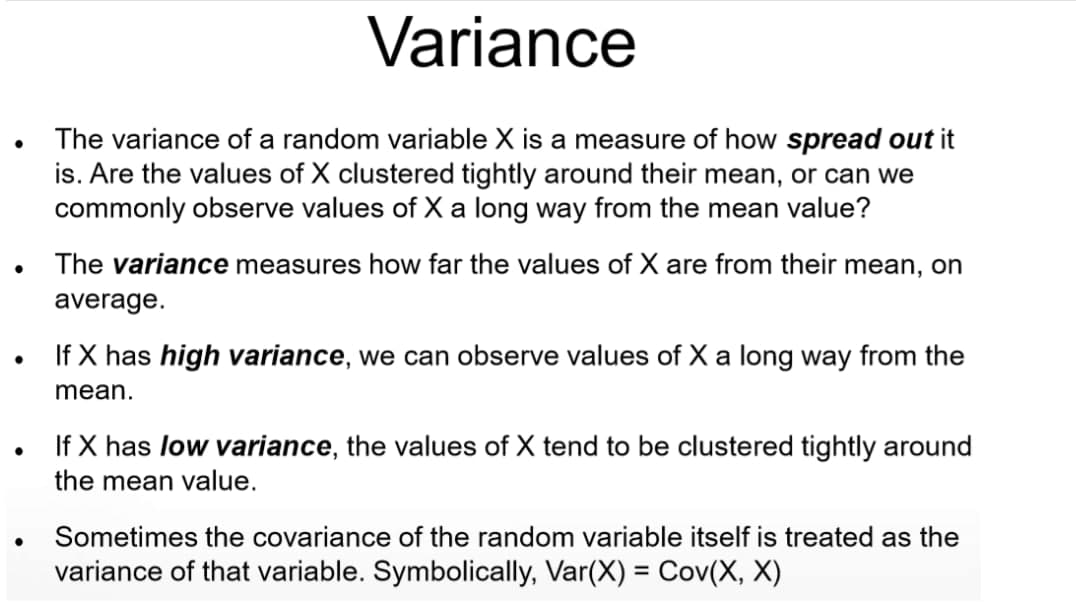 Variance
• The variance of a random variable X is a measure of how spread out it
is. Are the values of X clustered tightly around their mean, or can we
commonly observe values of X a long way from the mean value?
• The variance measures how far the values of X are from their mean, on
average.
• If X has high variance, we can observe values of X a long way from the
mean.
• If X has low variance, the values of X tend to be clustered tightly around
the mean value.
• Sometimes the covariance of the random variable itself is treated as the
variance of that variable. Symbolically, Var(X) = Cov(X, X)